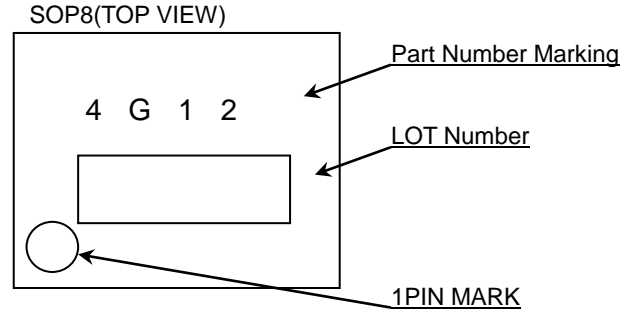 SOP8(TOP VIEW)
Part Number Marking
4 G 1 2
LOT Number
1PIN MARK